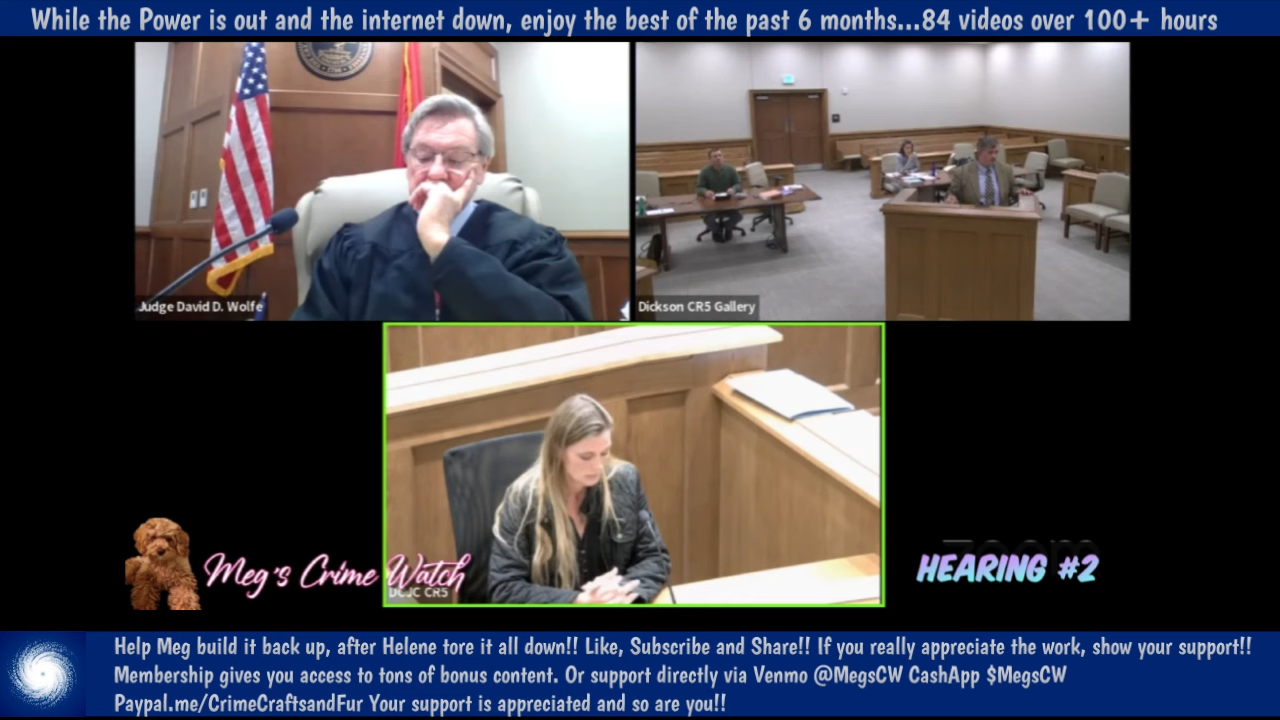 While the Power is out and the internet down, enjoy the best of the past 6 months...84 videos over 100+ hours
Judge David D. Wolfe
Dickson CR5 Gallery
Meg's Crime Watch
DCJC CR5
HEARING #2
Help Meg build it back up, after Helene tore it all down!! Like, Subscribe and Share!! If you really appreciate the work, show your support!!
Membership gives you access to tons of bonus content. Or support directly via Venmo @MegsCW CashApp $MegsCW
Paypal.me/CrimeCraftsandFur Your support is appreciated and so are you!!